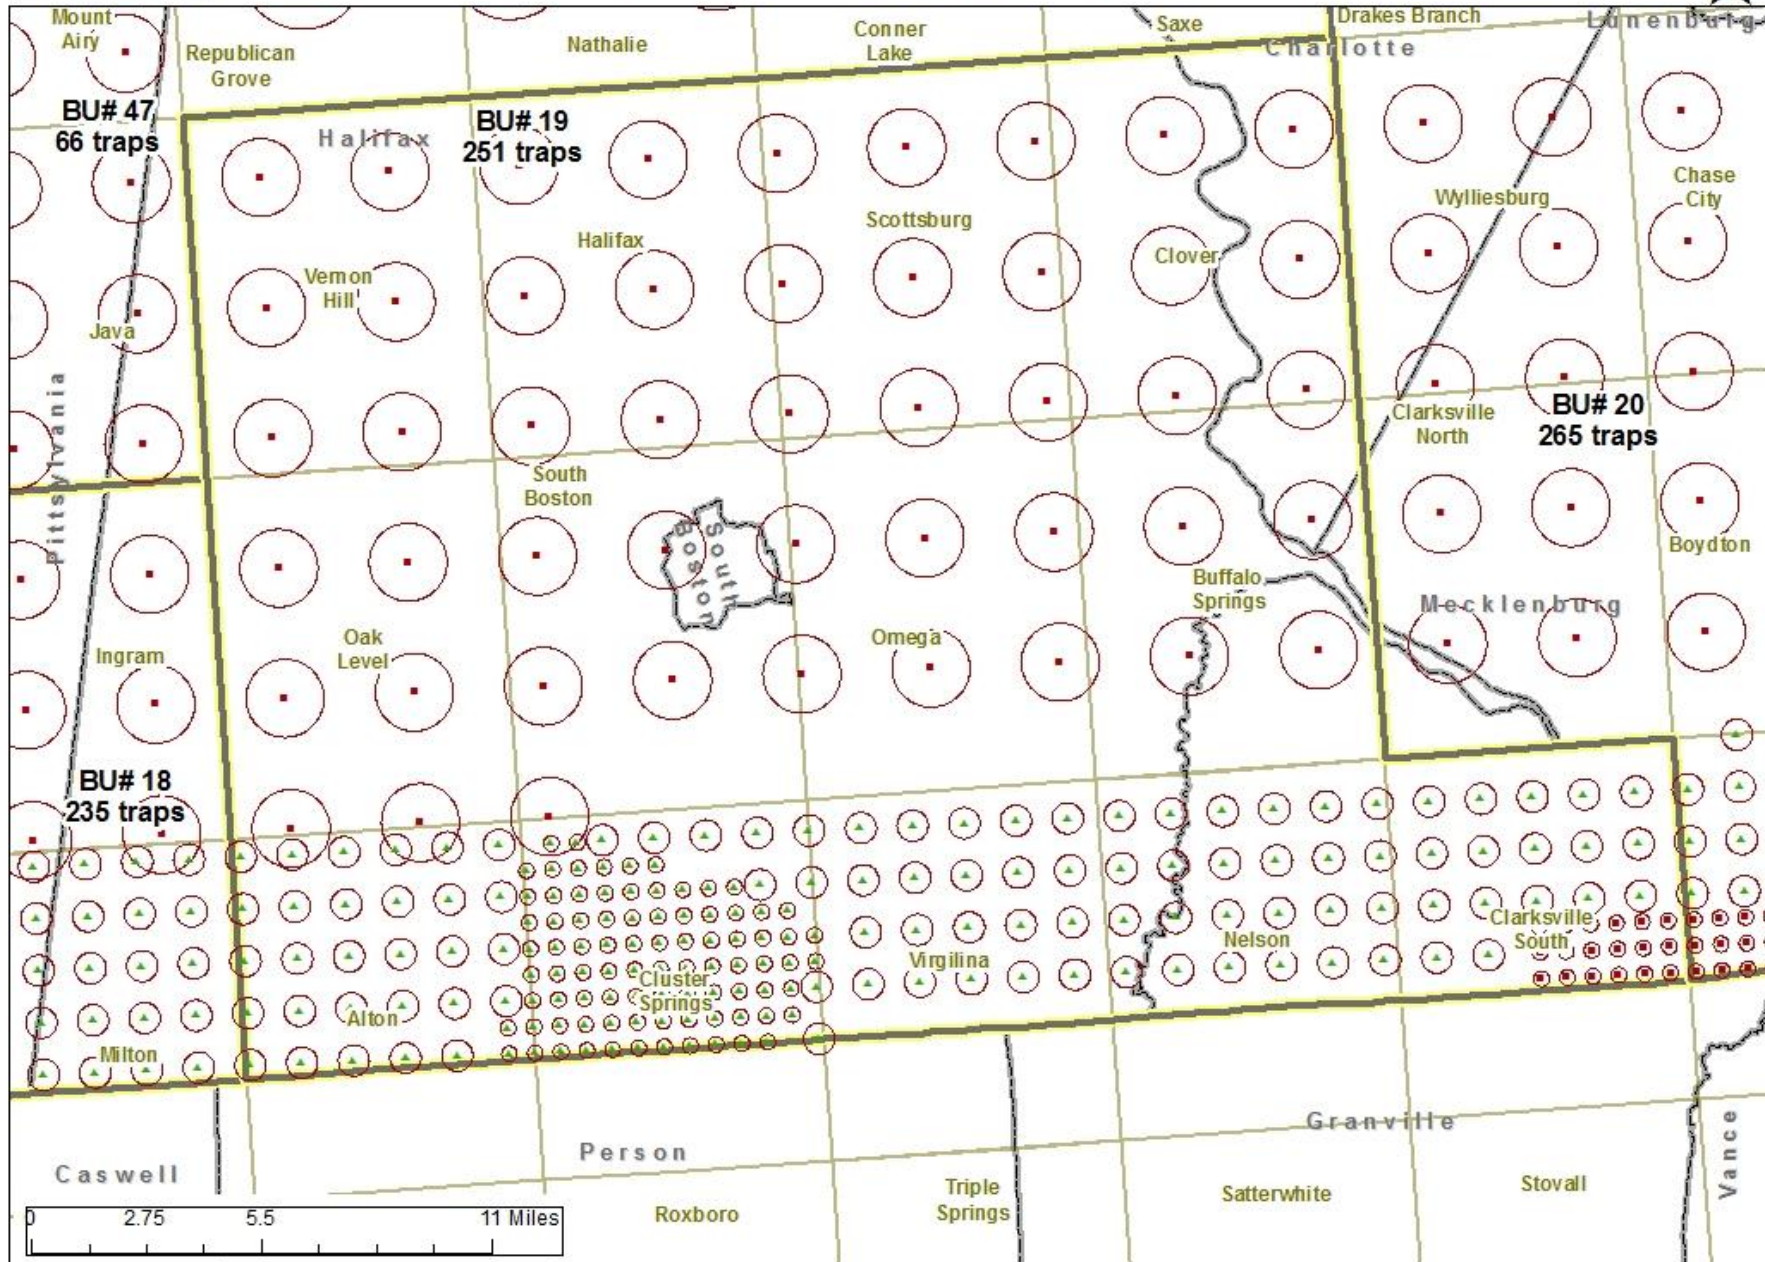 Mount
Airy
Republican
Grove
Nathalie
Conner
Lake
Saxe
Drakes Branch
Lunenburg
Charlotte
BU# 47
66 traps
Halifax
BU# 19
251 traps
Chase
City
Wylliesburg
Scottsburg
Halifax
Clover
Vernon
Hill
Java
Pittsylvania
Clarksville
North
BU# 20
265 traps
South
Boston
South
Boston
Boydton
Buffalo
Springs
Mecklenburg
Oak
Level
Omega
Ingram
BU# 18
235 traps
Clarksville
South
Nelson
Virgilina
Cluster
Springs
Alton
Milton
Granville
Person
Caswell
Vance
Triple
Springs
Satterwhite
Stovall
Roxboro
0 2.75 5.5 11 Miles